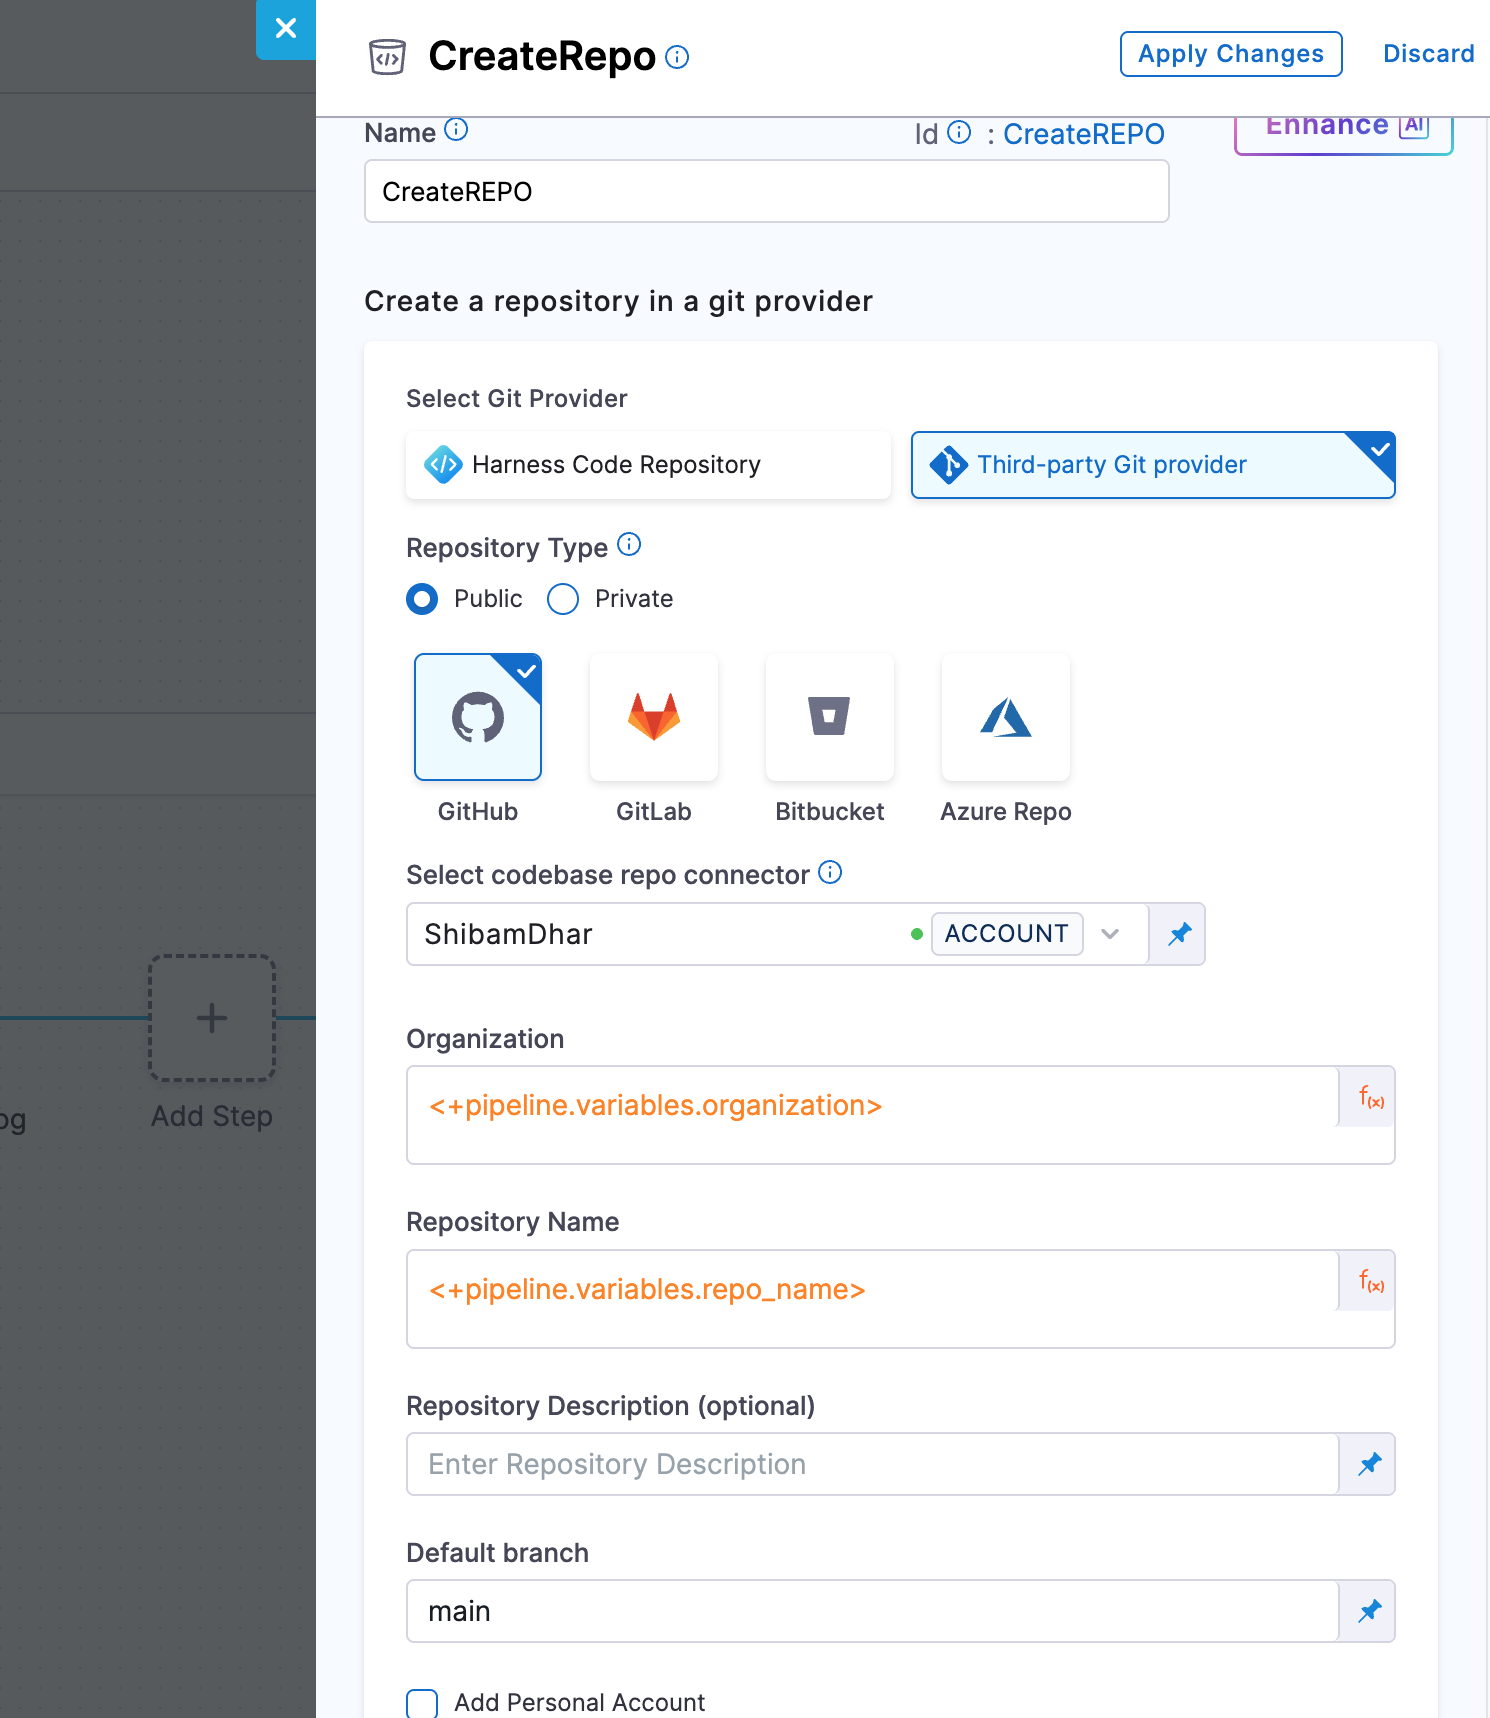 CreateRepo
Apply Changes
Discard
Name
Id : CreateREPO
Enhance AI
CreateREPO
Create a repository in a git provider
Select Git Provider
Harness Code Repository
Third-party Git provider
Repository Type
Public
Private
GitHub
GitLab
Bitbucket
Azure Repo
Select codebase repo connector
ShibamDhar
ACCOUNT
Organization
<+pipeline.variables.organization>
f(x)
Repository Name
<+pipeline.variables.repo_name>
f(x)
Repository Description (optional)
Enter Repository Description
Default branch
main
Add Personal Account
og
Add Step